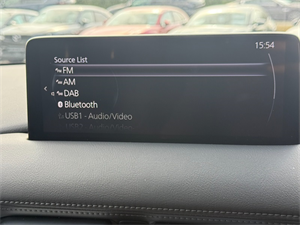 15:54
Source List
FM
AM
DAB
Bluetooth
USB1 - Audio/Video